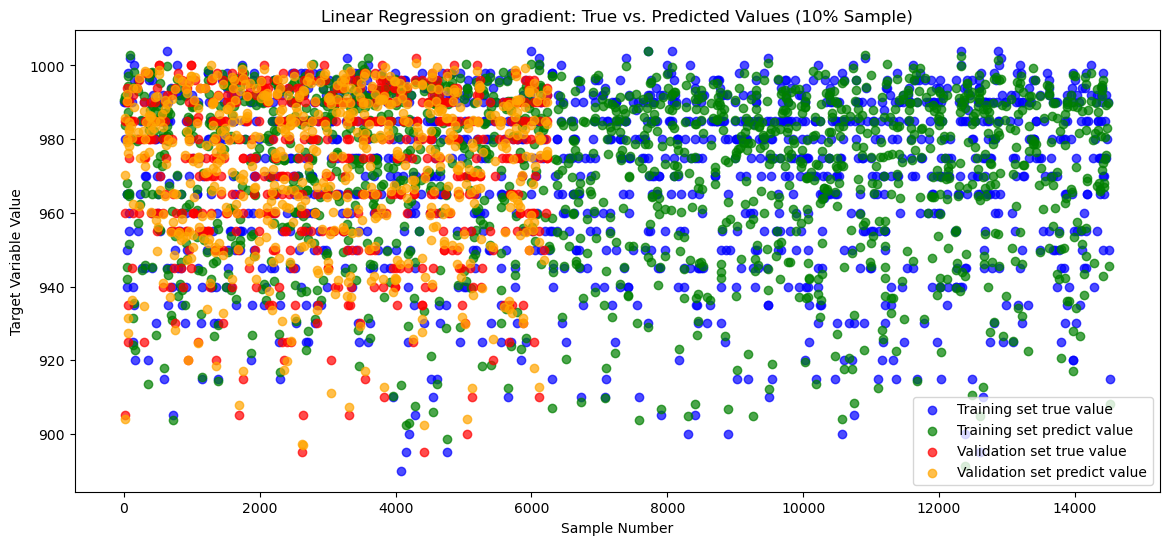 Linear Regression on gradient: True vs. Predicted Values (10% Sample)
Target Variable Value
1000
980
960
940
920
900
0
2000
4000
6000
8000
10000
12000
14000
Sample Number
Training set true value
Training set predict value
Validation set true value
Validation set predict value